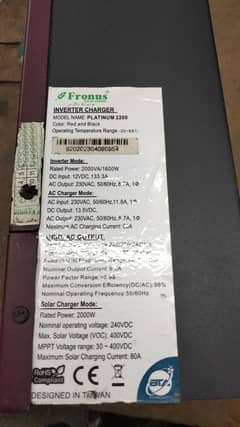 Fronus
INVERTER CHARGER
MODEL NAME: PLATINUM 2200
Color: Red and Black
Operating Temperature Range
Inverter Mode:
Rated Power: 2000VA/1600W
DC Input: 12VDC, 133.3A
AC Output: 230VAC, 50/60Hz, 8.7A, 1Φ
AC Charger Mode:
AC Input: 230VAC, 50/60Hz, 11.8A, 1Φ
DC Output: 13.5VDC,
AC Output: 230VAC, 50/60Hz, 8.7A, 1Φ
Maximum AC Charging Current:
AC OUTPUT:
Nominal Output Current:
Power Factor Range:
Maximum Conversion Efficiency(DC/AC): 98%
Nominal Operating Frequency: 50/60Hz
Solar Charger Mode:
Rated Power: 2000W
Nominal operating voltage: 240VDC
Max. Solar Voltage (VOC): 400VDC
MPPT Voltage range: 30 ~ 400VDC
Maximum Solar Charging Current: 80A
RoHS
Compliant
DESIGNED IN TAIWAN